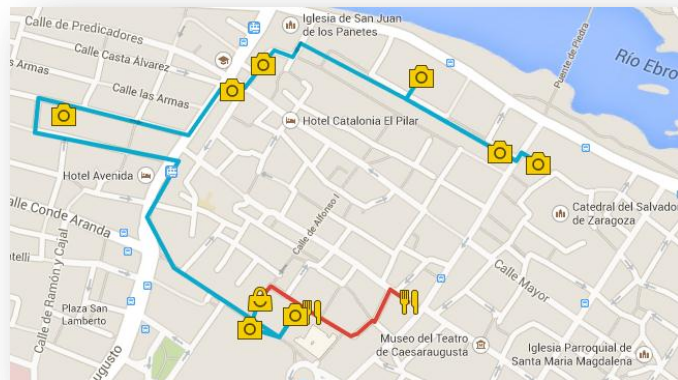 Calle de Predicadores
Iglesia de San Juan
de los Panetes
Calle Casta Álvarez
las Armas
Calle las Armas
Puente de Piedra
Río Ebro
Hotel Catalonia El Pilar
Hotel Avenida
Calle Conde Aranda
Calle de Ramón y Cajal
Calle de Alfonso I
Catedral del Salvador
de Zaragoza
Calle Mayor
Plaza San
Lamberto
Museo del Teatro
de Caesaraugusta
Iglesia Parroquial de
Santa Maria Magdalena